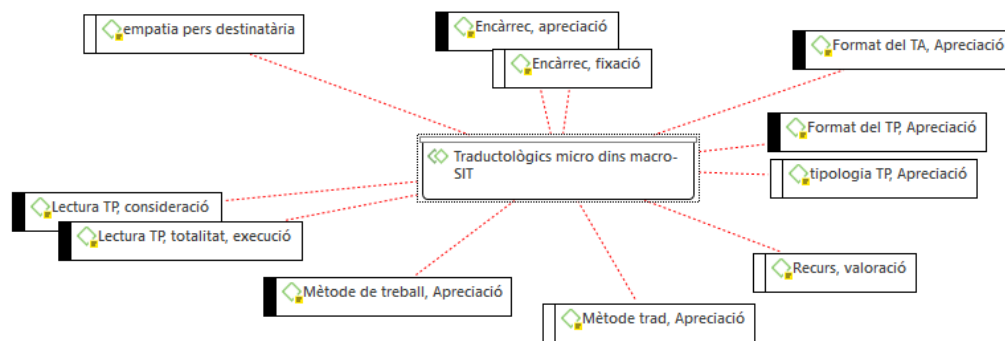 empatia pers destinatària
Encàrrec, apreciació
Encàrrec, fixació
Format del TA, Apreciació
Format del TP, Apreciació
Traductològics micro dins macro-
SIT
tipologia TP, Apreciació
Lectura TP, consideració
Lectura TP, totalitat, execució
Recurs, valoració
Mètode de treball, Apreciació
Mètode trad, Apreciació